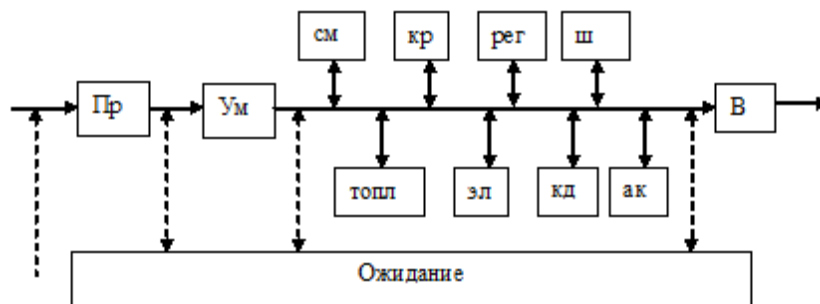 см кр рег ш
Пр Ум В
топл эл кд ак
Ожидание